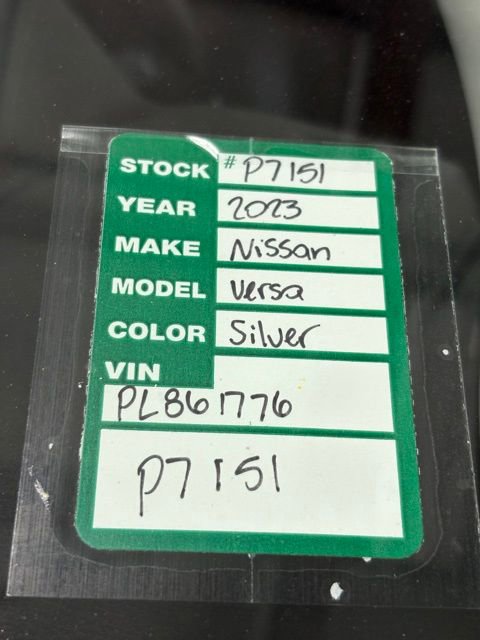 STOCK # P7151
YEAR 2023
MAKE Nissan
MODEL Versa
COLOR Silver
VIN
PL861776
P7151